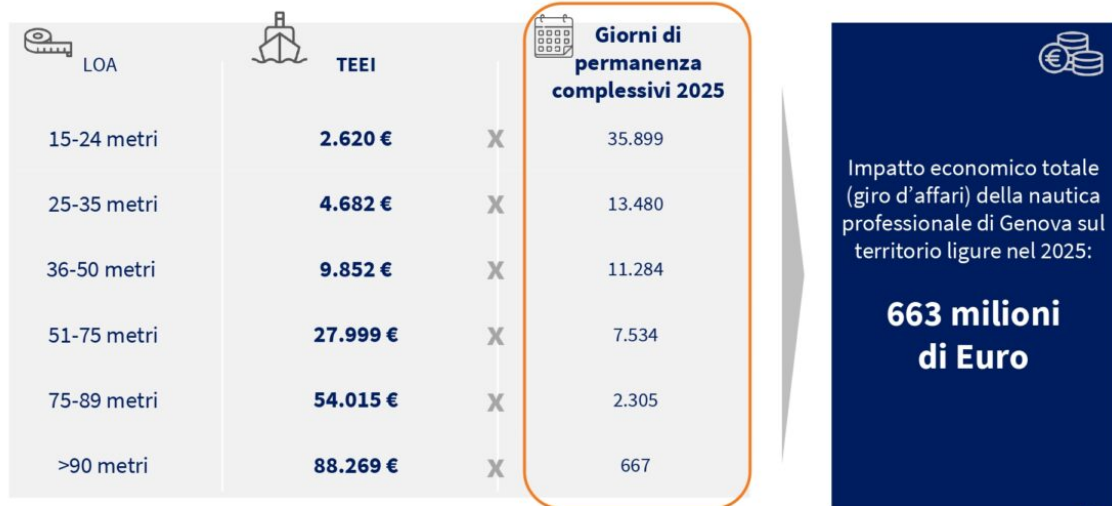 LOA TEEI Giorni di
permanenza
complessivi 2025
15-24 metri 2.620 € X 35.899
25-35 metri 4.682 € X 13.480
36-50 metri 9.852 € X 11.284
51-75 metri 27.999 € X 7.534
75-89 metri 54.015 € X 2.305
>90 metri 88.269 € X 667
€
Impatto economico totale
(giro d’affari) della nautica
professionale di Genova sul
territorio ligure nel 2025:
663 milioni
di Euro